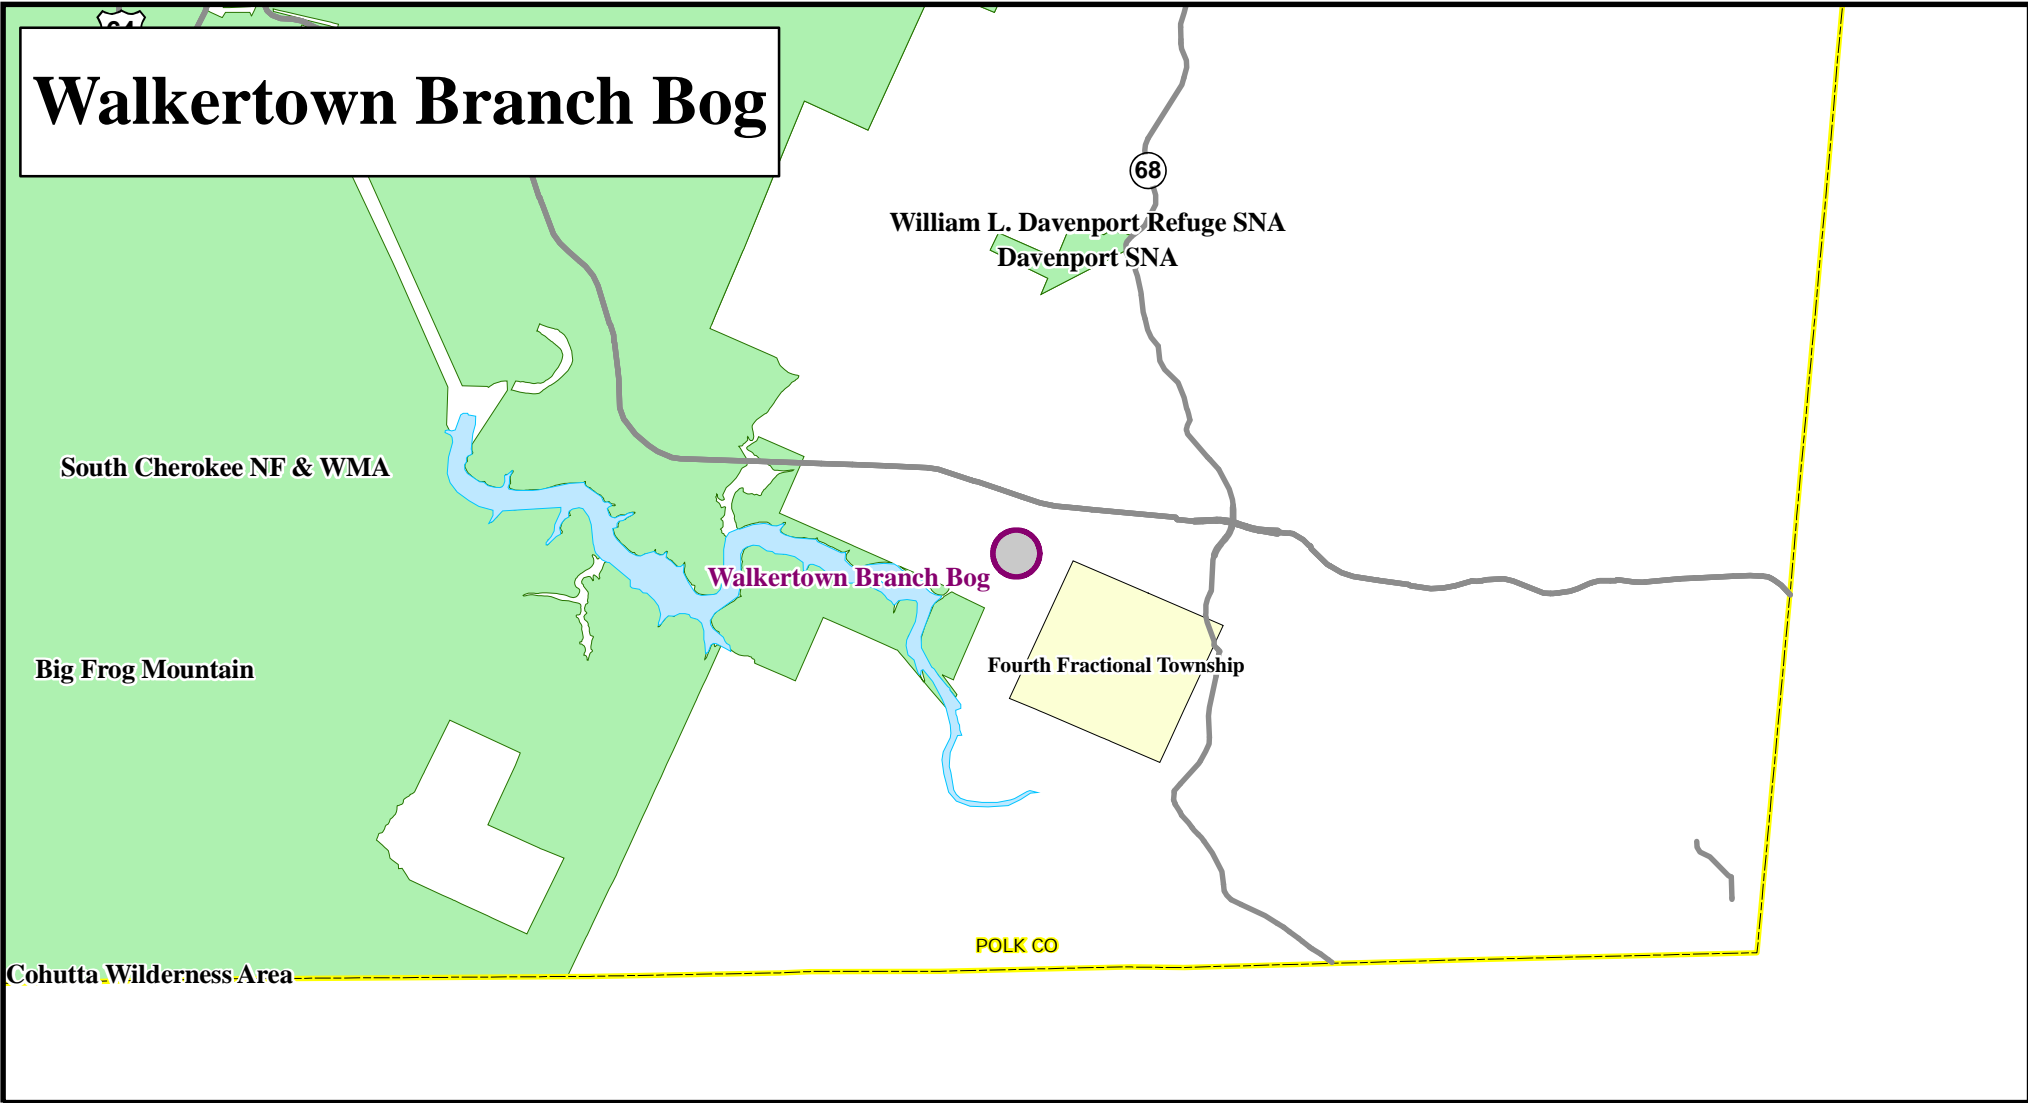 Walkertown Branch Bog
68
William L. Davenport Refuge SNA
Davenport SNA
South Cherokee NF & WMA
Walkertown Branch Bog
Fourth Fractional Township
Big Frog Mountain
POLK CO
Cohutta Wilderness Area